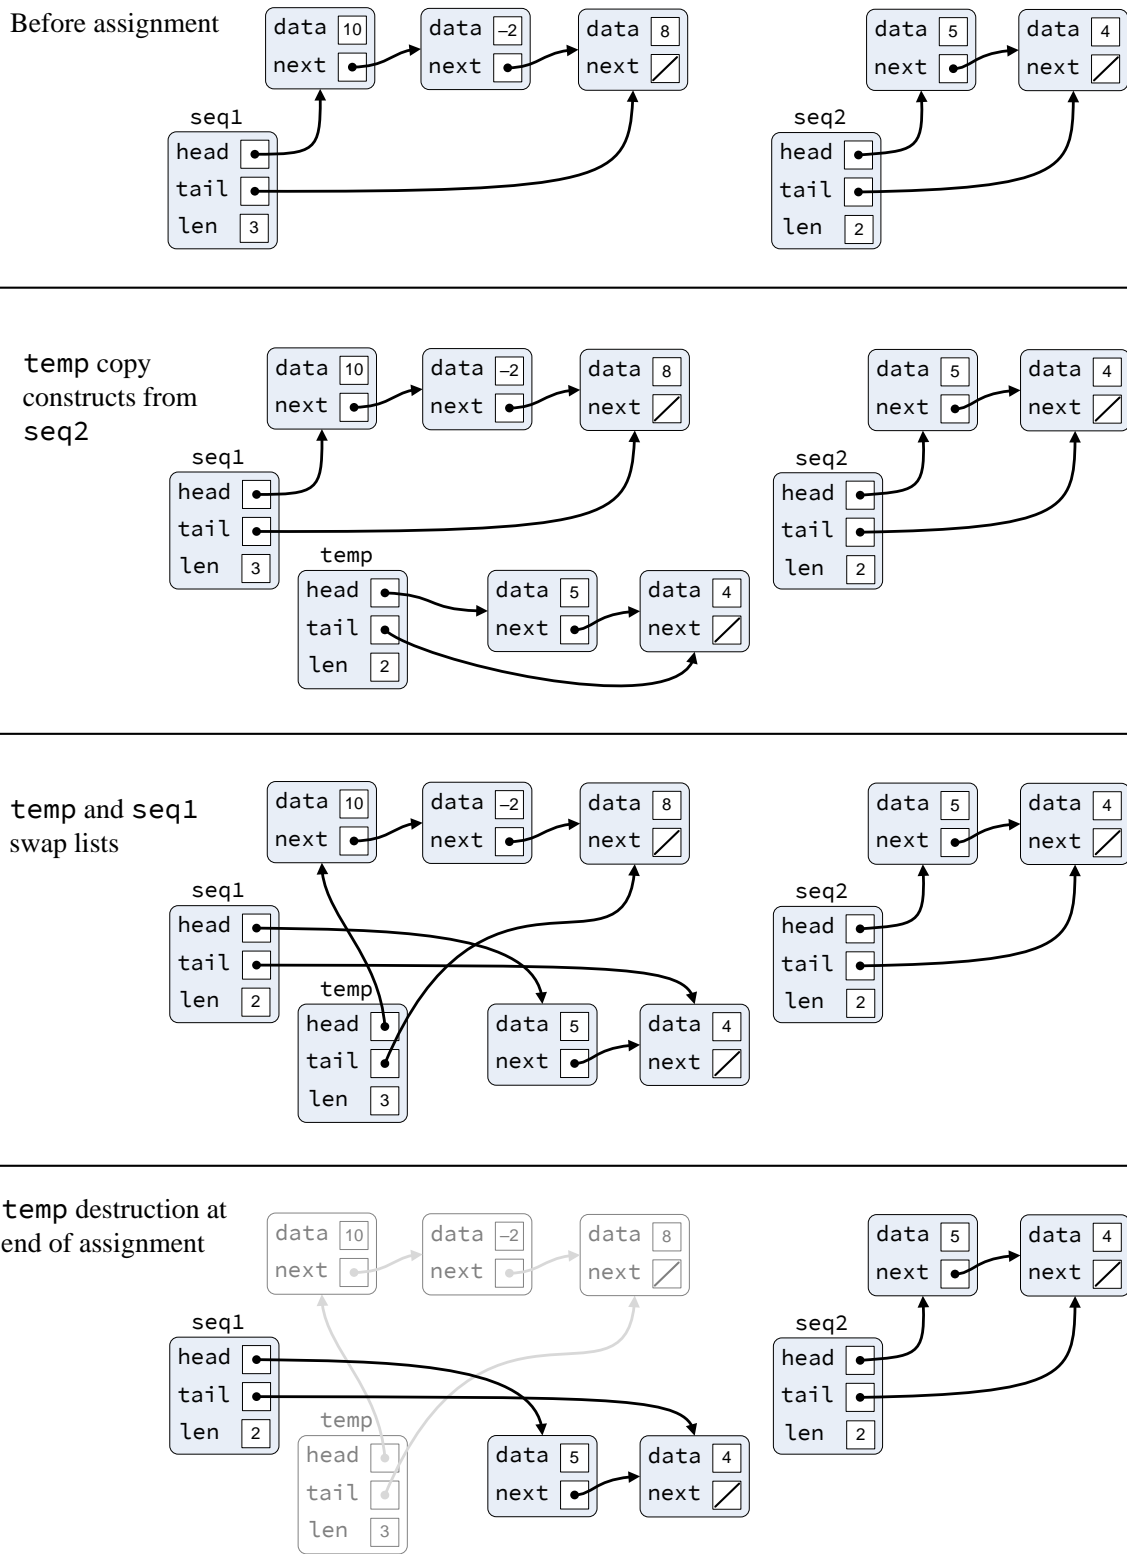 Before assignment
data 10 data –2 data 8 data 5 data 4
next next next next next
seq1 seq2
head head
tail tail
len 3 len 2
temp copy
constructs from
seq2
data 10 data –2 data 8 data 5 data 4
next next next next next
seq1 seq2
head head
tail tail
len 3 len 2
temp
head data 5 data 4
tail next next
len 2
temp and seq1
swap lists
data 10 data –2 data 8 data 5 data 4
next next next next next
seq1 seq2
head head
tail tail
len 2 len 2
temp
head data 5 data 4
tail next next
len 3
temp destruction at
end of assignment
data 10 data –2 data 8 data 5 data 4
next next next next next
seq1 seq2
head head
tail tail
len 2 len 2
temp
head data 5 data 4
tail next next
len 3